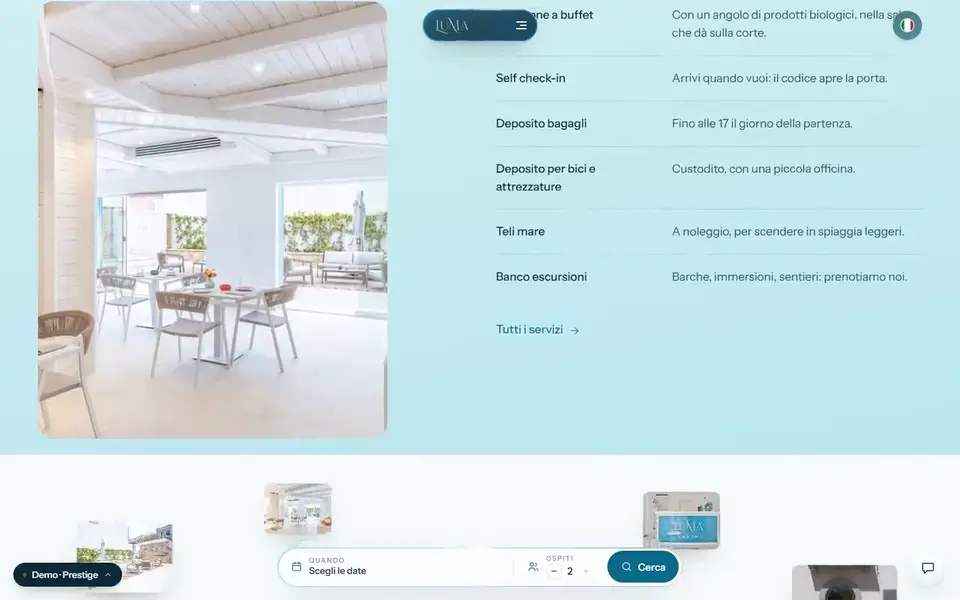 LUMA
ne a buffet
Con un angolo di prodotti biologici, nella
che dà sulla corte.
Self check-in
Arrivi quando vuoi: il codice apre la porta.
Deposito bagagli
Fino alle 17 il giorno della partenza.
Deposito per bici e
attrezzature
Custodito, con una piccola officina.
Teli mare
A noleggio, per scendere in spiaggia leggeri.
Banco escursioni
Barche, immersioni, sentieri: prenotiamo noi.
Tutti i servizi →
LUMA
QUANDO
Scegli le date
OSPITI
− 2 +
Cerca
Demo · Prestige